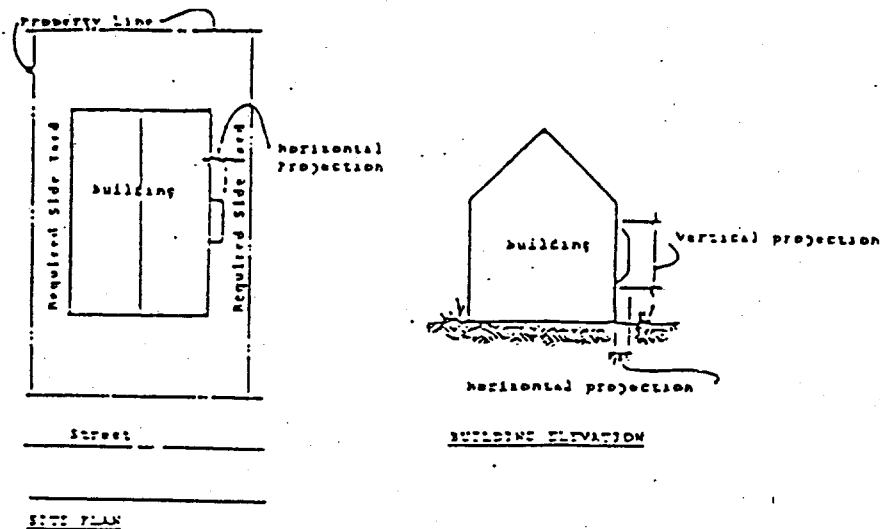 Property Line
Required Side Yard
Building
Required Side Yard
Horizontal
Projection
Street
SITE PLAN
Building
Vertical projection
Horizontal projection
BUILDING ELEVATION